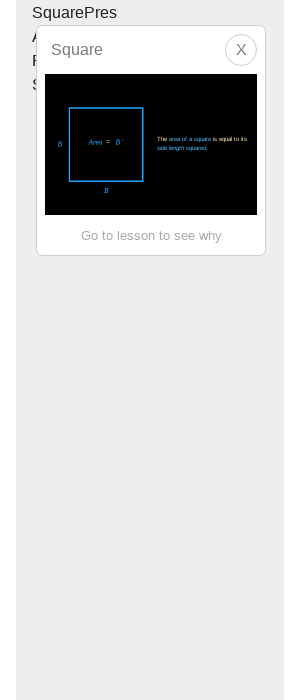 SquarePres
Square X
B
Area = B²
The area of a square is equal to its
side length squared.
B
Go to lesson to see why